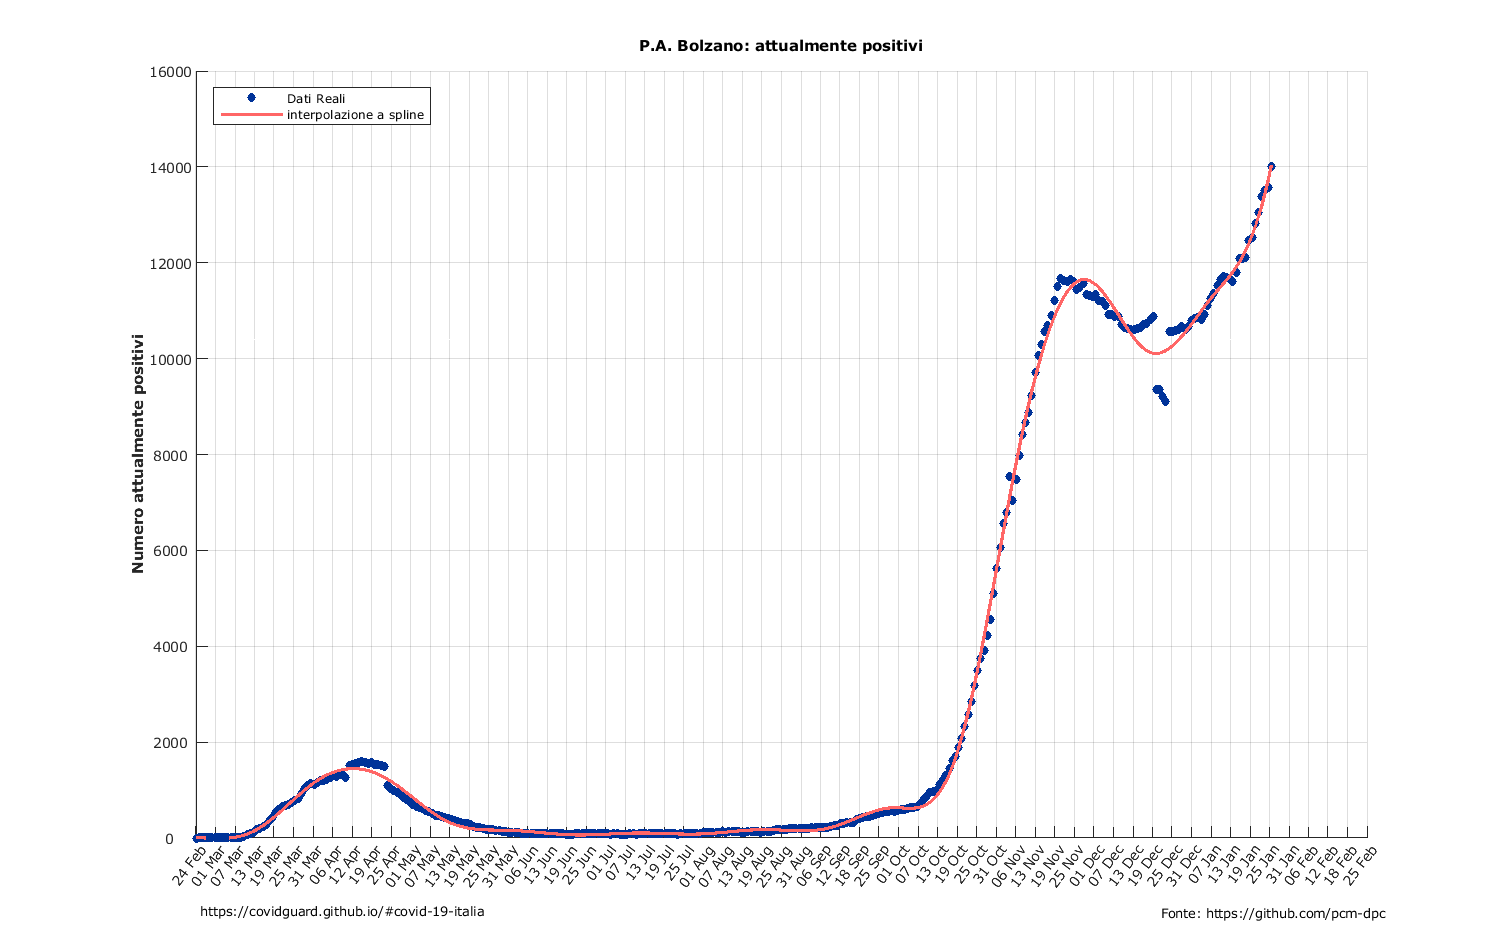 P.A. Bolzano: attualmente positivi
Dati Reali
interpolazione a spline
Numero attualmente positivi
16000
14000
12000
10000
8000
6000
4000
2000
0
24 Feb
01 Mar
07 Mar
13 Mar
19 Mar
25 Mar
31 Mar
06 Apr
12 Apr
19 Apr
25 Apr
01 May
07 May
13 May
19 May
25 May
31 May
06 Jun
13 Jun
19 Jun
25 Jun
01 Jul
07 Jul
13 Jul
19 Jul
25 Jul
01 Aug
07 Aug
13 Aug
19 Aug
25 Aug
31 Aug
06 Sep
12 Sep
18 Sep
25 Sep
01 Oct
07 Oct
13 Oct
19 Oct
25 Oct
31 Oct
06 Nov
13 Nov
19 Nov
25 Nov
01 Dec
07 Dec
13 Dec
19 Dec
25 Dec
31 Dec
07 Jan
13 Jan
19 Jan
25 Jan
31 Jan
06 Feb
12 Feb
18 Feb
25 Feb
https://covidguard.github.io/#covid-19-italia
Fonte: https://github.com/pcm-dpc